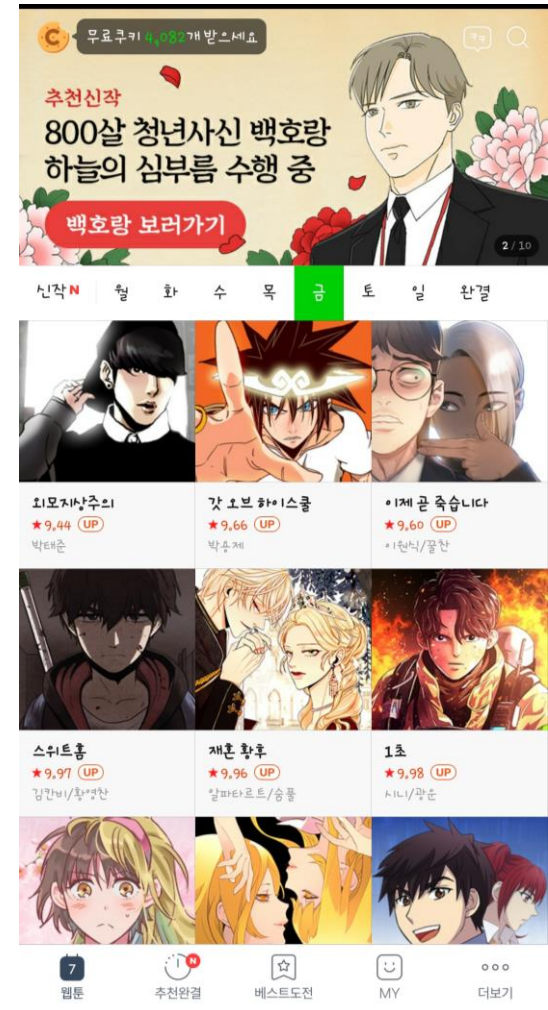 C 무료쿠키 4,082개 받으세요
추천신작
800살 청년사신 백호랑
하늘의 심부름 수행 중
백호랑 보러가기
2 / 10
신작 N 월 화 수 목 금 토 일 완결
외모지상주의 갓 오브 하이스쿨 이제 곧 죽습니다
★9.44 UP ★9.66 UP ★9.60 UP
박태준 박용제 이원식/꿀찬
스위트홈 재혼 황후 1초
★9.97 UP ★9.96 UP ★9.98 UP
김칸비/황영찬 알파타르트/숨풀 시니/광운
7 N
웹툰 추천완결 베스트도전 MY 더보기